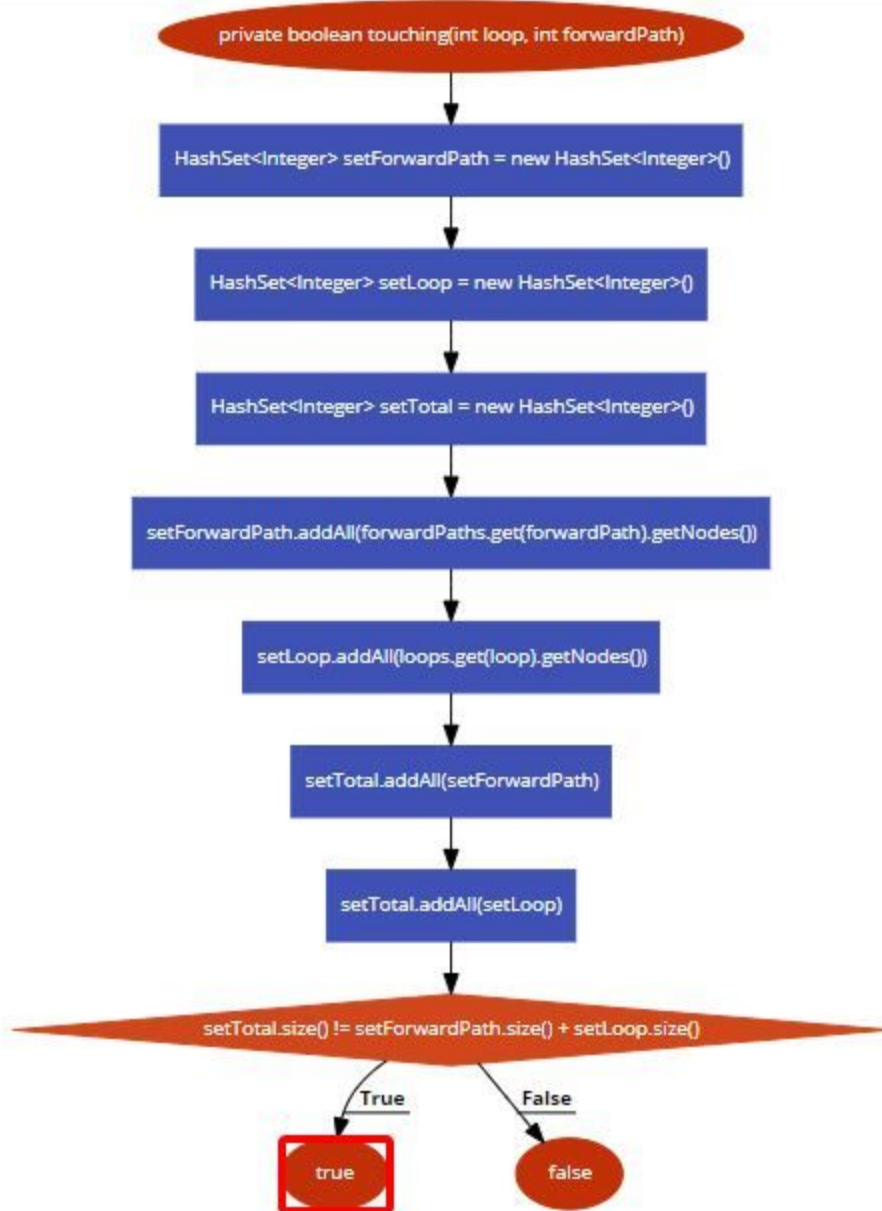 private boolean touching(int loop, int forwardPath)
HashSet<Integer> setForwardPath = new HashSet<Integer>()
HashSet<Integer> setLoop = new HashSet<Integer>()
HashSet<Integer> setTotal = new HashSet<Integer>()
setForwardPath.addAll(forwardPaths.get(forwardPath).getNodes())
setLoop.addAll(loops.get(loop).getNodes())
setTotal.addAll(setForwardPath)
setTotal.addAll(setLoop)
setTotal.size() != setForwardPath.size() + setLoop.size()
True False
true false